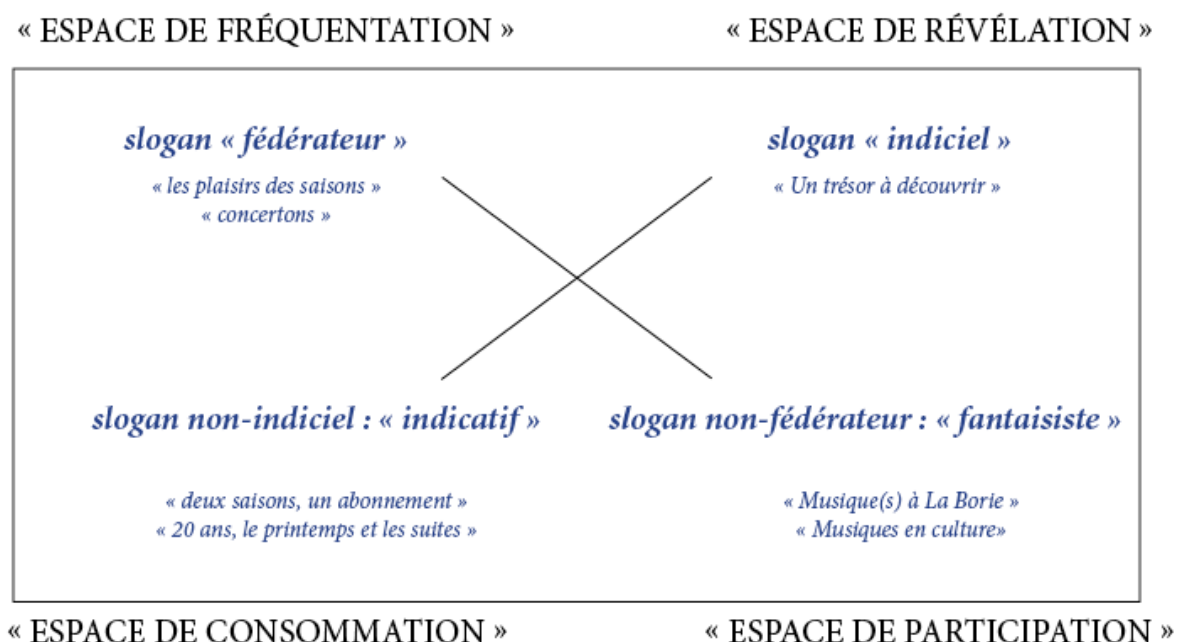 « ESPACE DE FRÉQUENTATION »
« ESPACE DE RÉVÉLATION »
slogan « fédérateur »
« les plaisirs des saisons »
« concertons »
slogan « indiciel »
« Un trésor à découvrir »
slogan non-indiciel : « indicatif »
« deux saisons, un abonnement »
« 20 ans, le printemps et les suites »
slogan non-fédérateur : « fantaisiste »
« Musique(s) à La Borie »
« Musiques en culture»
« ESPACE DE CONSOMMATION »
« ESPACE DE PARTICIPATION »